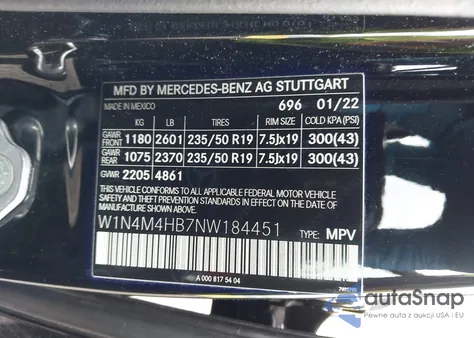 MFD BY MERCEDES-BENZ AG STUTTGART
MADE IN MEXICO 696 01/22
KG LB TIRES RIM SIZE COLD KPA(PSI)
GAWR FRONT 1180 2601 235/50 R19 7.5Jx19 300(43)
GAWR REAR 1075 2370 235/50 R19 7.5Jx19 300(43)
GWR 2205 4861
THIS VEHICLE CONFORMS TO ALL APPLICABLE FEDERAL MOTOR VEHICLE
SAFETY AND THEFT PREVENTION STANDARDS IN EFFECT ON THE DATE OF
MANUFACTURE SHOWN ABOVE.
W1N4M4HB7NW184451 TYPE: MPV
A 000 817 54 04
autoSnap
Pewne auta z aukcji USA i EU